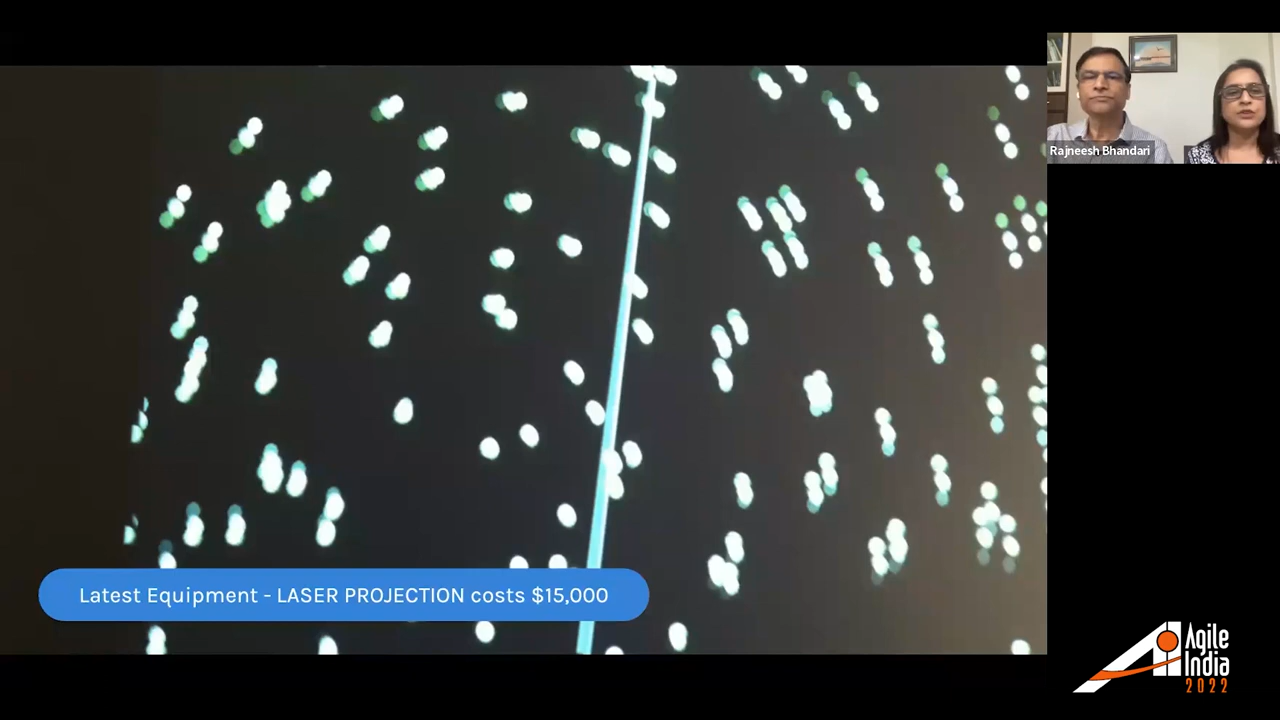 Rajneesh Bhandari
Latest Equipment - LASER PROJECTION costs $15,000
Agile
India
2022